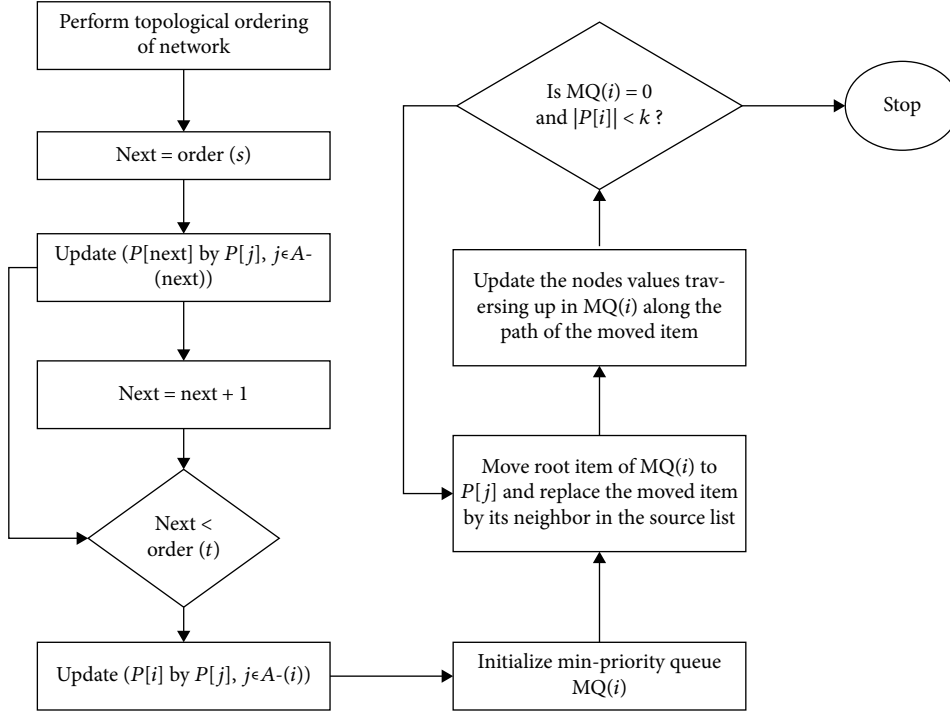 Perform topological ordering
of network
Next = order (s)
Update (P[next] by P[j], jϵA-
(next))
Next = next + 1
Next <
order (t)
Update (P[i] by P[j], jϵA-(i))
Initialize min-priority queue
MQ(i)
Move root item of MQ(i) to
P[j] and replace the moved item
by its neighbor in the source list
Update the nodes values trav-
ersing up in MQ(i) along the
path of the moved item
Is MQ(i) = 0
and |P[i]| < k ?
Stop